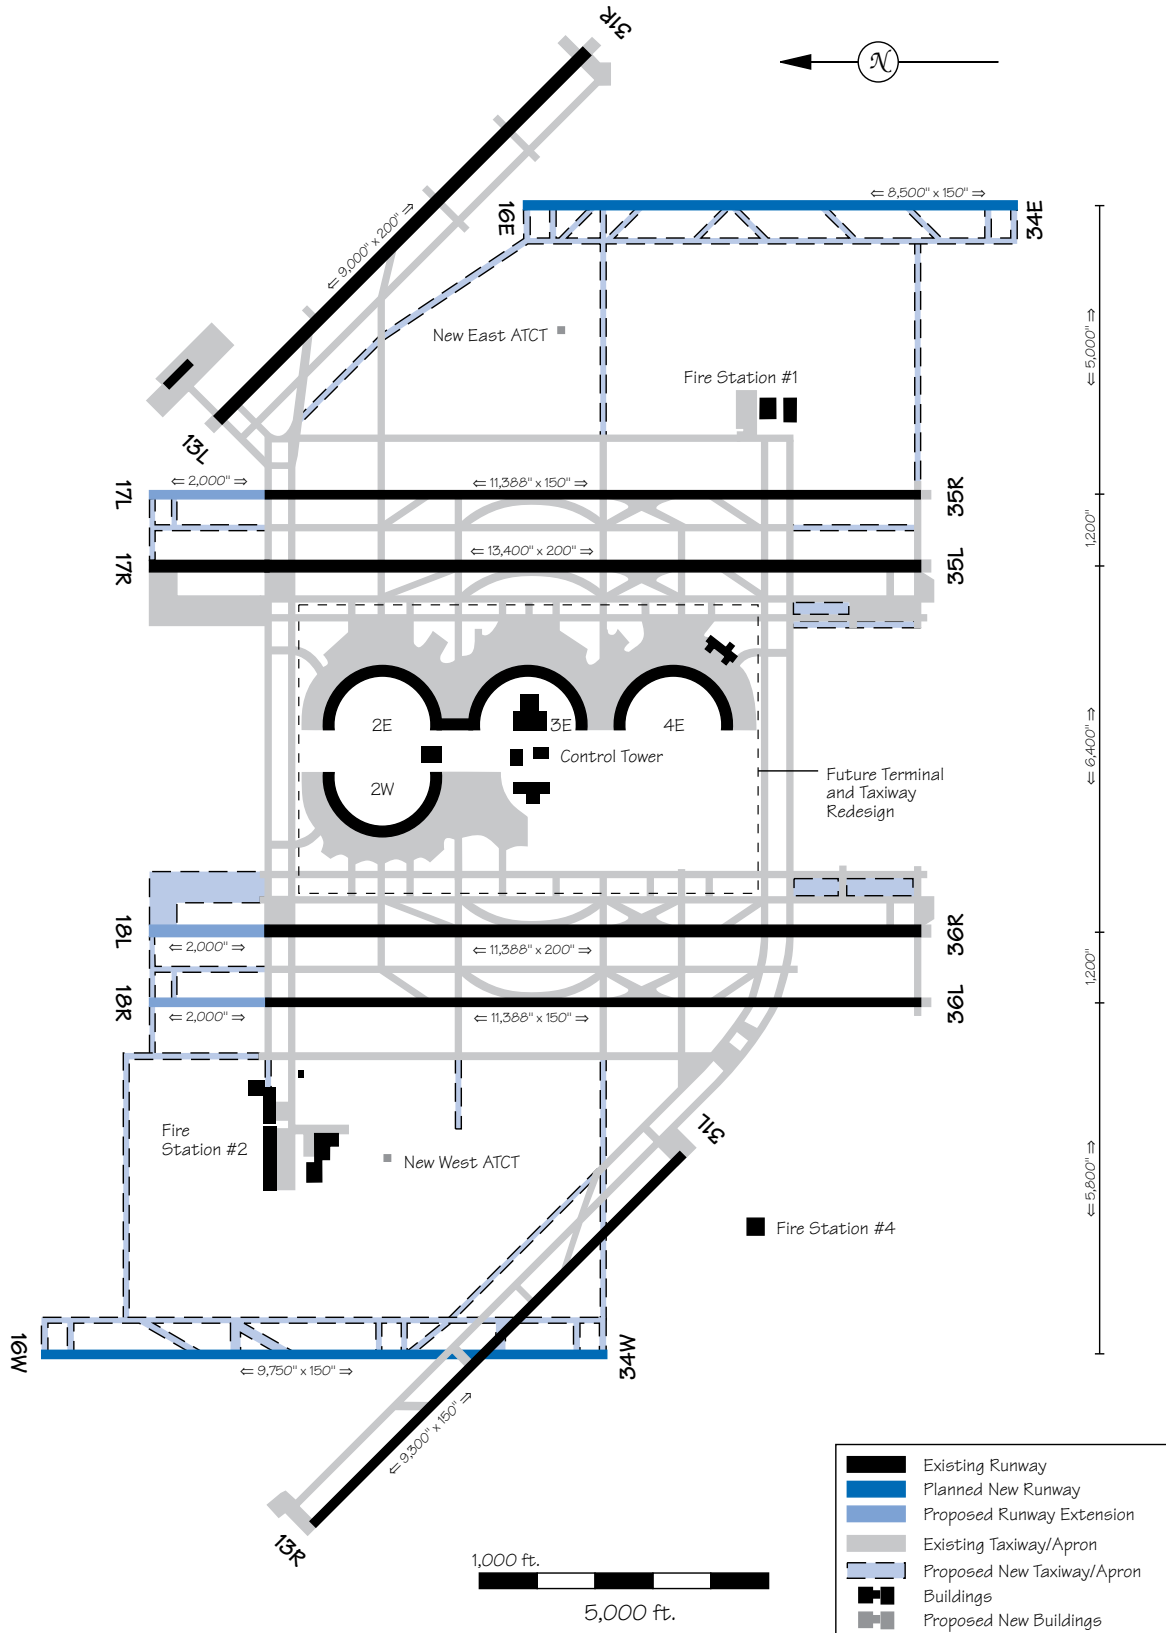 31R
N
⇐ 8,500" x 150" ⇒
16E
34E
⇐ 9,000" x 200" ⇒
⇐ 5,000" ⇒
New East ATCT
Fire Station #1
13L
⇐ 2,000" ⇒
⇐ 11,388" x 150" ⇒
17L
35R
1,200"
⇐ 13,400" x 200" ⇒
17R
35L
2E
3E
4E
Control Tower
⇐ 6,400" ⇒
2W
Future Terminal
and Taxiway
Redesign
18L
36R
⇐ 2,000" ⇒
⇐ 11,388" x 200" ⇒
1,200"
18R
36L
⇐ 2,000" ⇒
⇐ 11,388" x 150" ⇒
31L
Fire
Station #2
New West ATCT
⇐ 5,800" ⇒
Fire Station #4
16W
34W
⇐ 9,750" x 150" ⇒
⇐ 9,300" x 150" ⇒
13R
Existing Runway
Planned New Runway
Proposed Runway Extension
Existing Taxiway/Apron
Proposed New Taxiway/Apron
Buildings
Proposed New Buildings
1,000 ft.
5,000 ft.